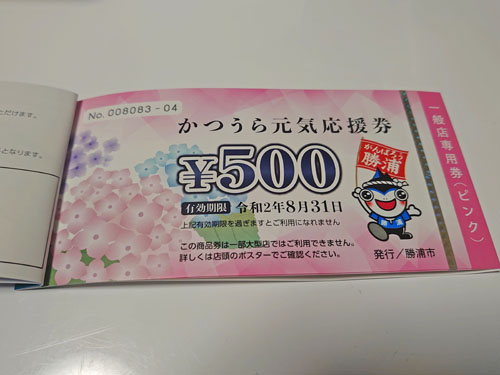 ただけます。
となります。
No. 008083-04
かつうら元気応援券
¥500
有効期限 令和2年8月31日
上記有効期限を過ぎますとご利用になれません
この商品券は一部大型店ではご利用できません。
詳しくは店頭のポスターでご確認ください。
がんばろう
勝浦
発行/勝浦市
一般店専用券(ピンク)